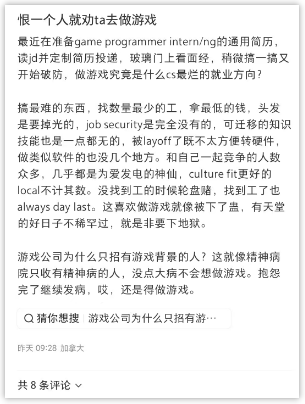 恨一个人就劝ta去做游戏
最近在准备game programmer intern/ng的通用简历，
读jd并定制简历投递，玻璃门上看面经，稍微搞一搞又
开始破防，做游戏究竟是什么cs最烂的就业方向？
搞最难的东西，找数量最少的工，拿最低的钱，头发
是要掉光的，job security是完全没有的，可迁移的知识
技能也是一点都无的，被layoff了既不太方便转硬件，
做类似软件的也没几个地方。和自己一起竞争的人数
众多，几乎都是为爱发电的神仙，culture fit更好的
local不计其数。没找到工的时候轮盘赌，找到工了也
always day last。这喜欢做游戏就像被下了蛊，有天堂
的好日子不稀罕过，就是非要下地狱。
游戏公司为什么只招有游戏背景的人？这就像精神病
院只收有精神病的人，没点大病不会想做游戏。抱怨
完了继续发病，哎，还是得做游戏。
猜你想搜 游戏公司为什么只招有游…
昨天 09:28 加拿大
共 8 条评论